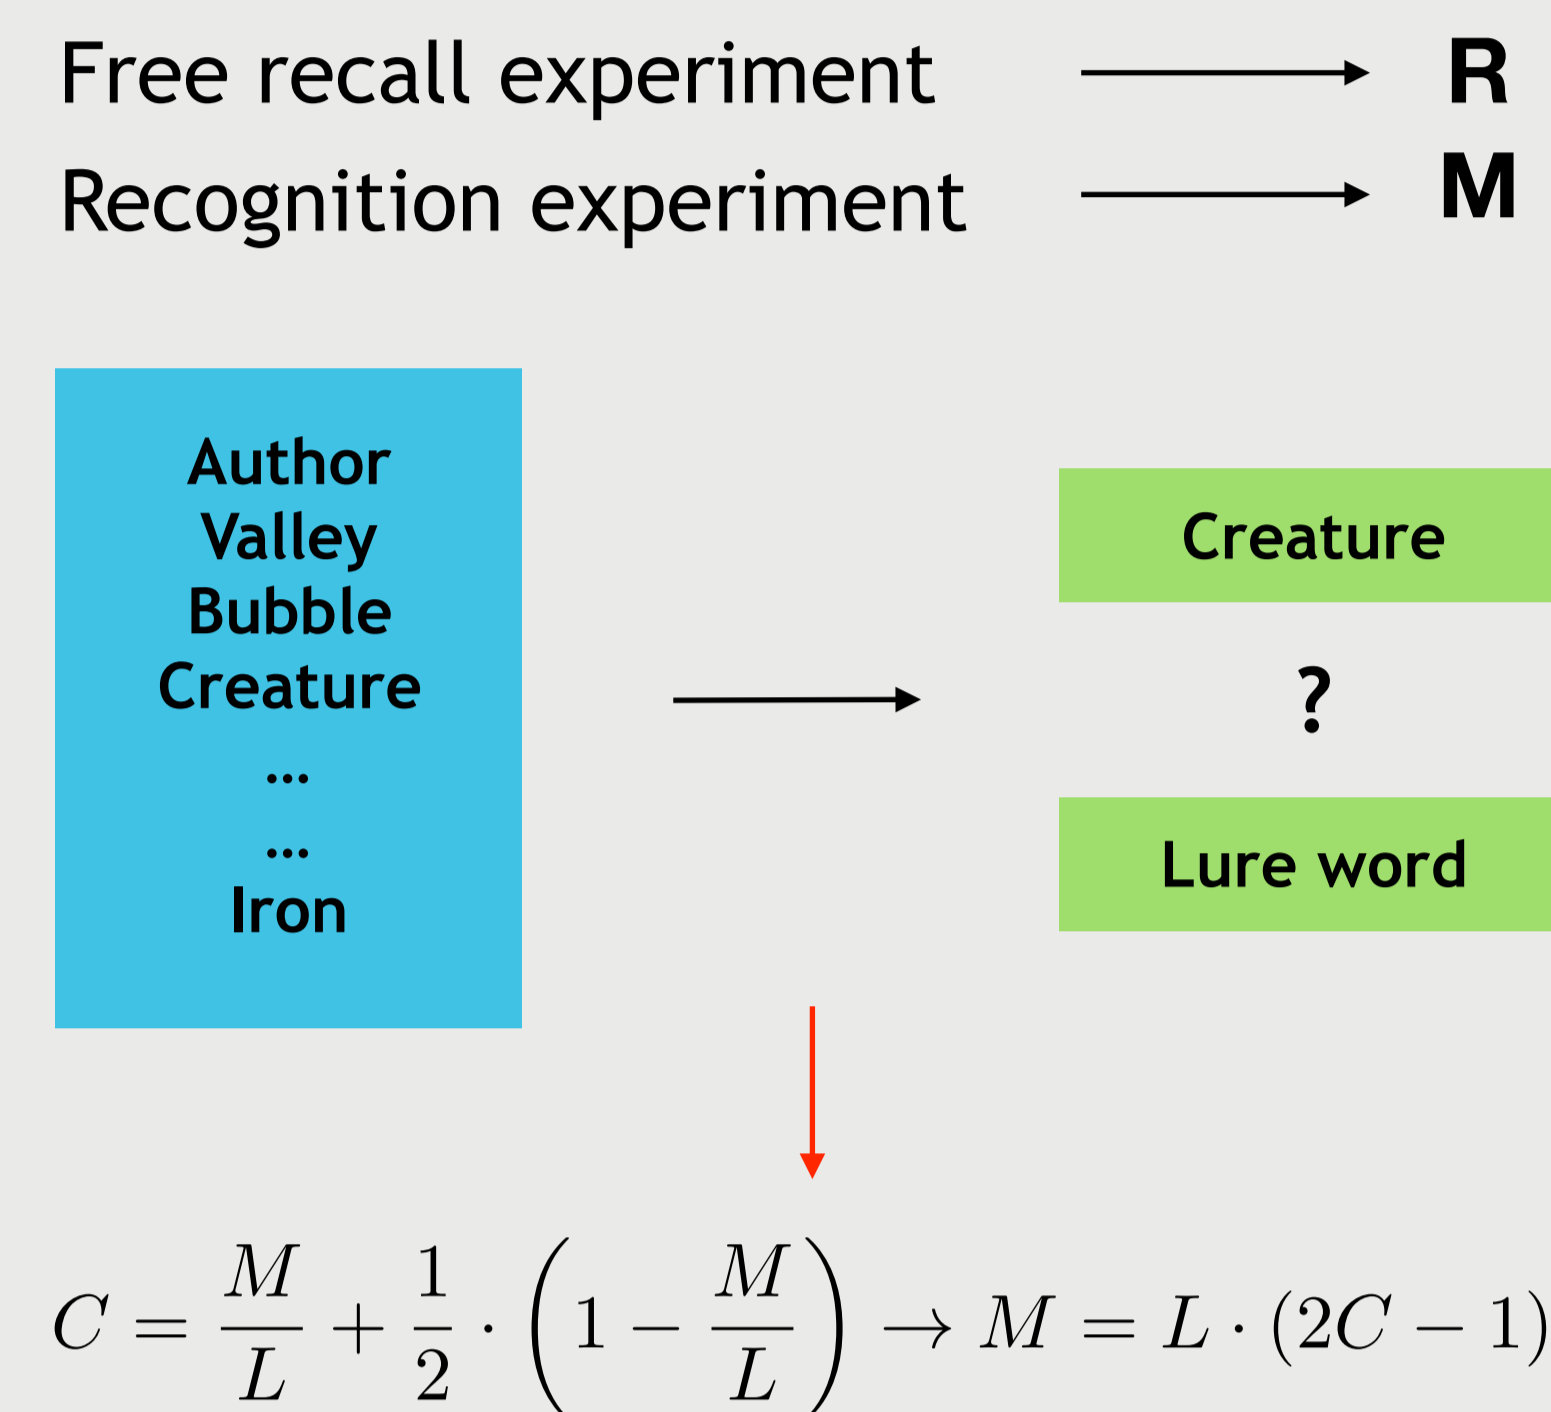 Free recall experiment → R
Recognition experiment → M
Author
Valley
Bubble
Creature
...
...
Iron
Creature
?
Lure word
C = M/L + 1/2 · (1 − M/L) → M = L · (2C − 1)